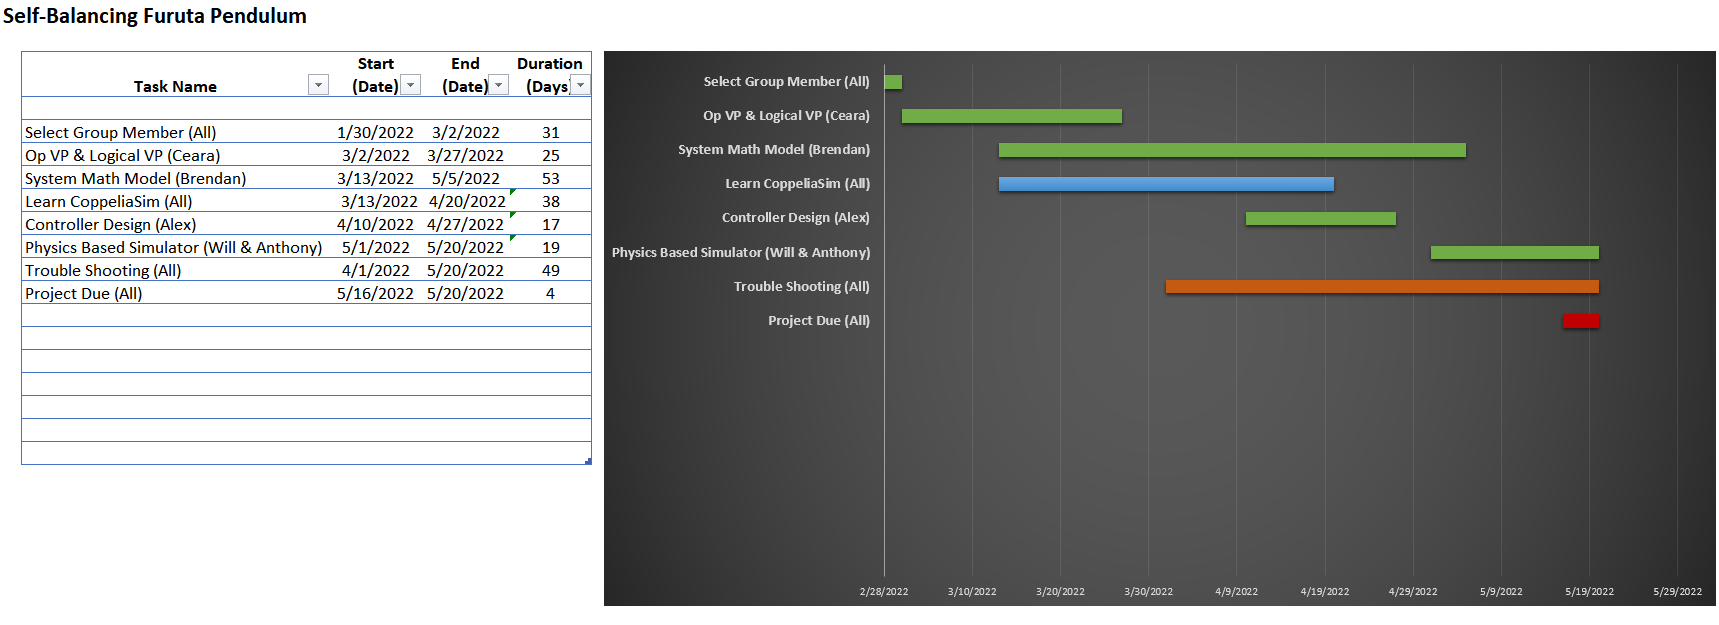 Self-Balancing Furuta Pendulum
Task Name Start (Date) End (Date) Duration (Days)
Select Group Member (All) 1/30/2022 3/2/2022 31
Op VP & Logical VP (Ceara) 3/2/2022 3/27/2022 25
System Math Model (Brendan) 3/13/2022 5/5/2022 53
Learn CoppeliaSim (All) 3/13/2022 4/20/2022 38
Controller Design (Alex) 4/10/2022 4/27/2022 17
Physics Based Simulator (Will & Anthony) 5/1/2022 5/20/2022 19
Trouble Shooting (All) 4/1/2022 5/20/2022 49
Project Due (All) 5/16/2022 5/20/2022 4
Select Group Member (All)
Op VP & Logical VP (Ceara)
System Math Model (Brendan)
Learn CoppeliaSim (All)
Controller Design (Alex)
Physics Based Simulator (Will & Anthony)
Trouble Shooting (All)
Project Due (All)
2/28/2022 3/10/2022 3/20/2022 3/30/2022 4/9/2022 4/19/2022 4/29/2022 5/9/2022 5/19/2022 5/29/2022